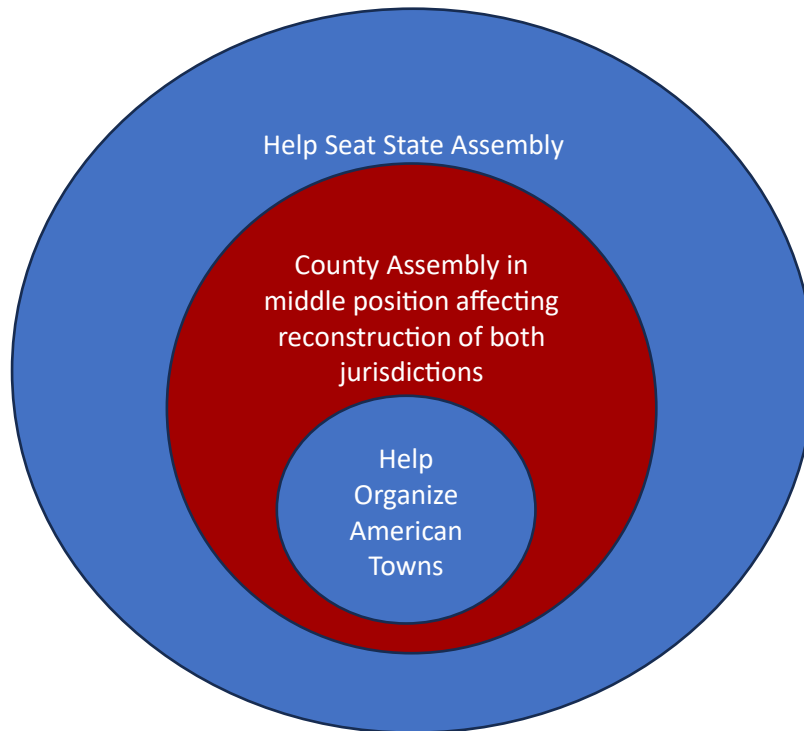 Help Seat State Assembly
County Assembly in
middle position affecting
reconstruction of both
jurisdictions
Help
Organize
American
Towns